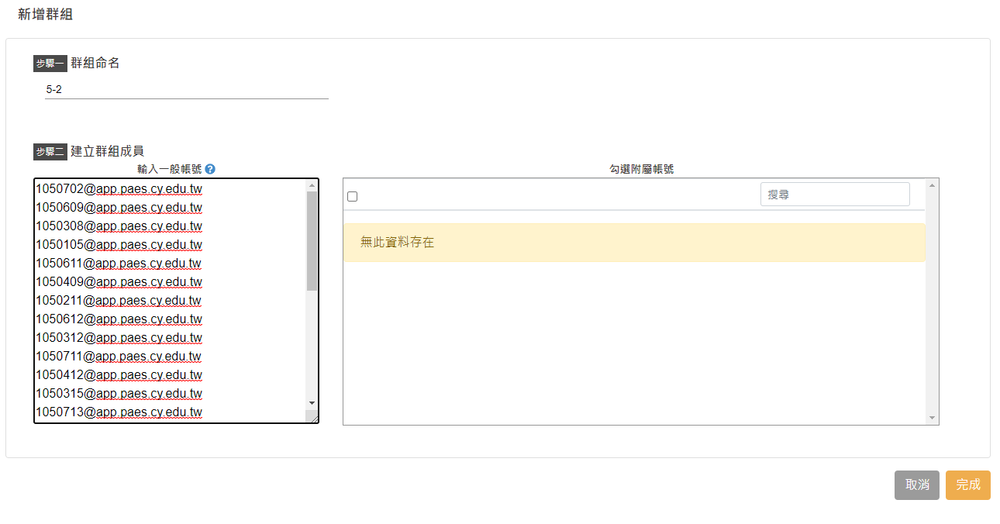 新增群組
步驟一 群組命名
5-2
步驟二 建立群組成員
輸入一般帳號 ?
1050702@app.paes.cy.edu.tw
1050609@app.paes.cy.edu.tw
1050308@app.paes.cy.edu.tw
1050105@app.paes.cy.edu.tw
1050611@app.paes.cy.edu.tw
1050409@app.paes.cy.edu.tw
1050211@app.paes.cy.edu.tw
1050612@app.paes.cy.edu.tw
1050312@app.paes.cy.edu.tw
1050711@app.paes.cy.edu.tw
1050412@app.paes.cy.edu.tw
1050315@app.paes.cy.edu.tw
1050713@app.paes.cy.edu.tw
勾選附屬帳號
搜尋
無此資料存在
取消 完成